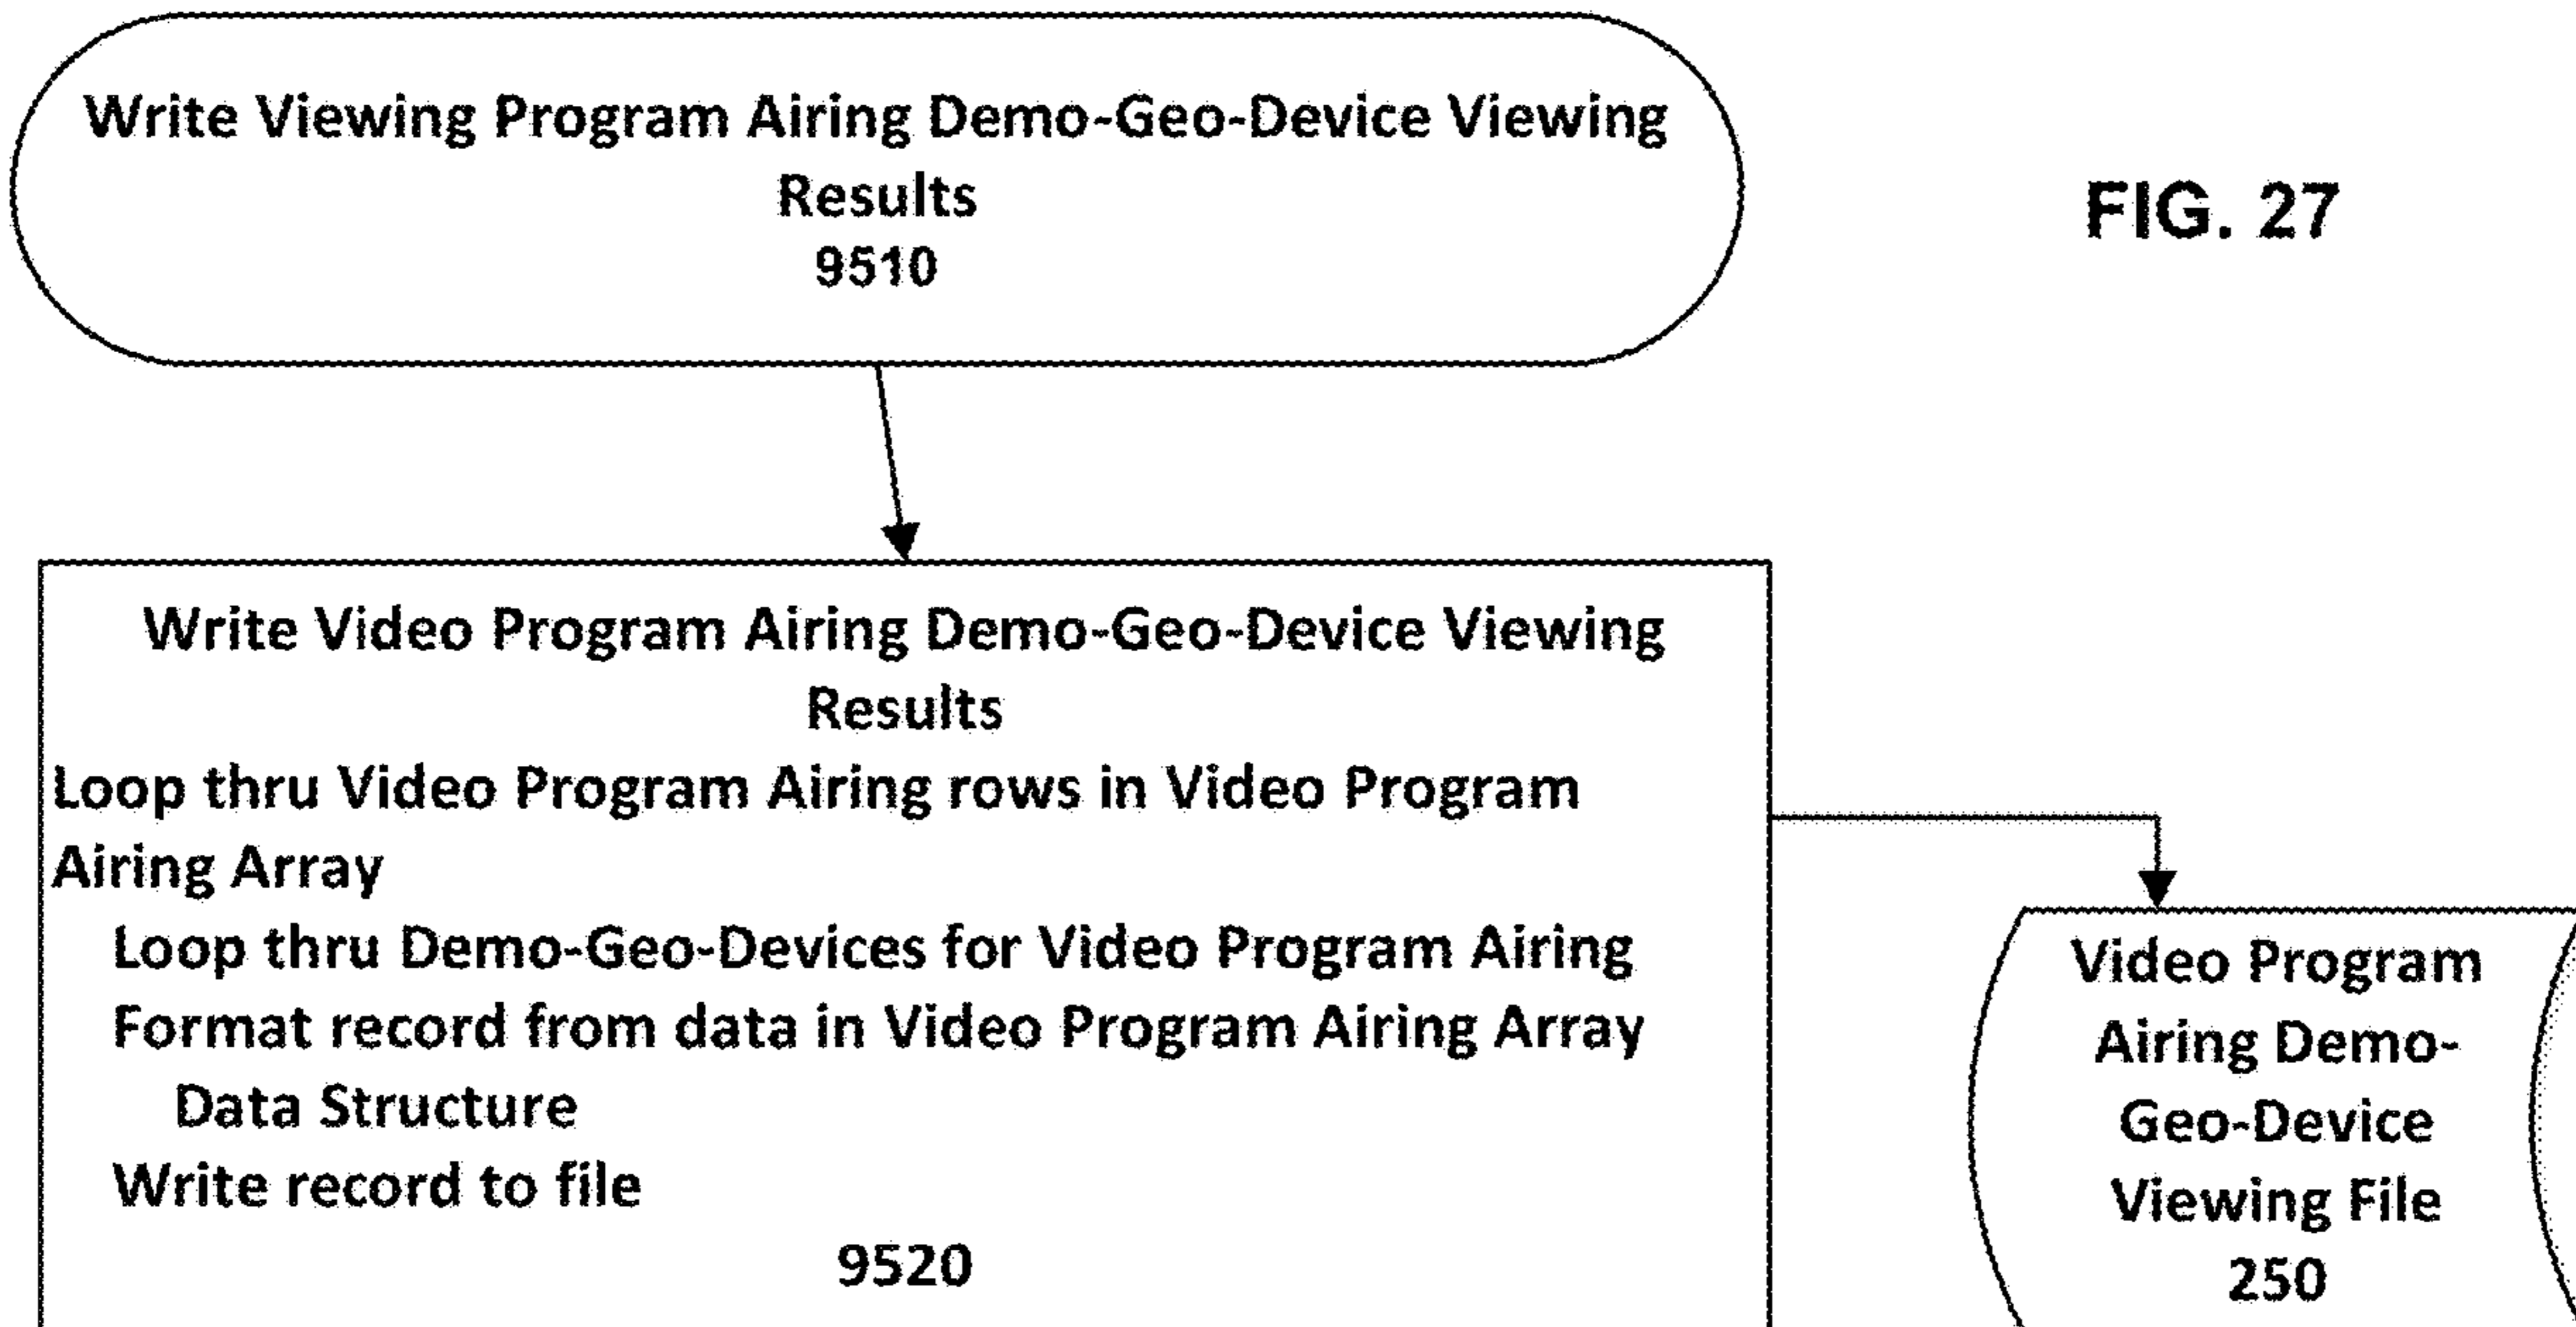 Write Viewing Program Airing Demo-Geo-Device Viewing
Results
9510
FIG. 27
Write Video Program Airing Demo-Geo-Device Viewing
Results
Loop thru Video Program Airing rows in Video Program
Airing Array
Loop thru Demo-Geo-Devices for Video Program Airing
Format record from data in Video Program Airing Array
Data Structure
Write record to file
9520
Video Program
Airing Demo-
Geo-Device
Viewing File
250